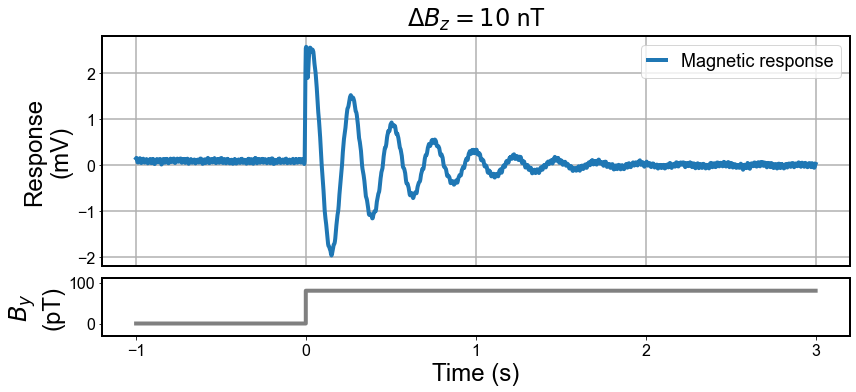 ΔB_z = 10 nT
Magnetic response
Response
(mV)
2
1
0
−1
−2
B_y
(pT)
100
0
−1
0
1
2
3
Time (s)